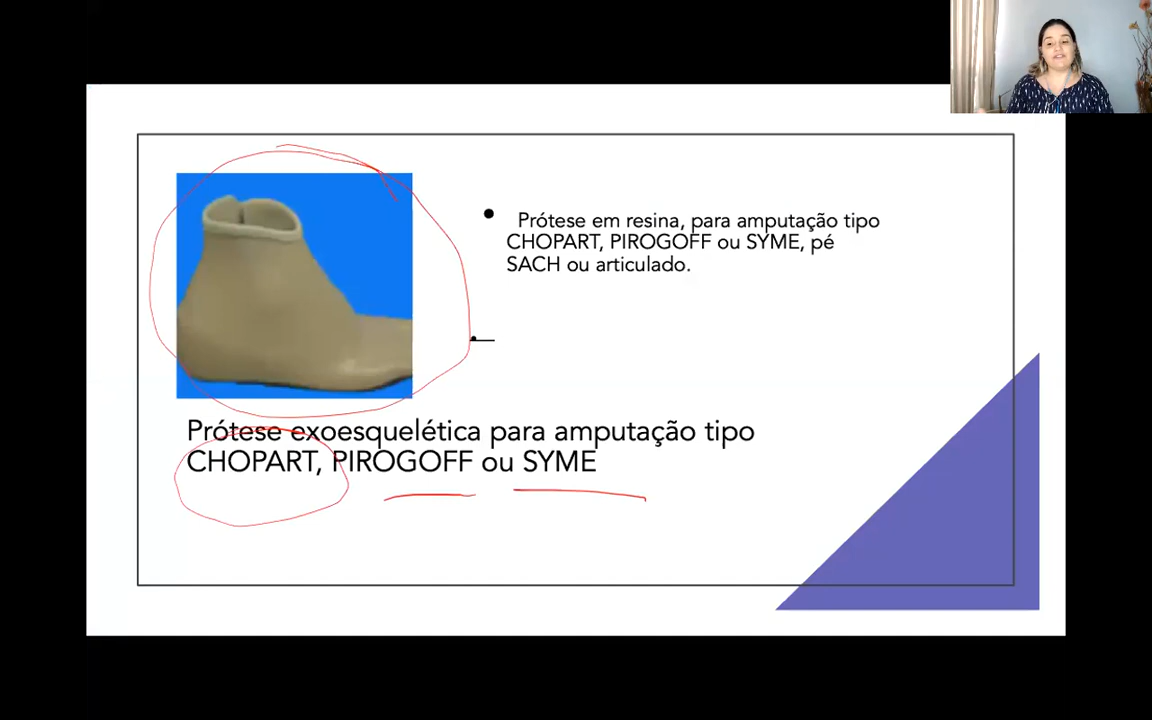 Prótese em resina, para amputação tipo
CHOPART, PIROGOFF ou SYME, pé
SACH ou articulado.
Prótese exoesquelética para amputação tipo
CHOPART, PIROGOFF ou SYME